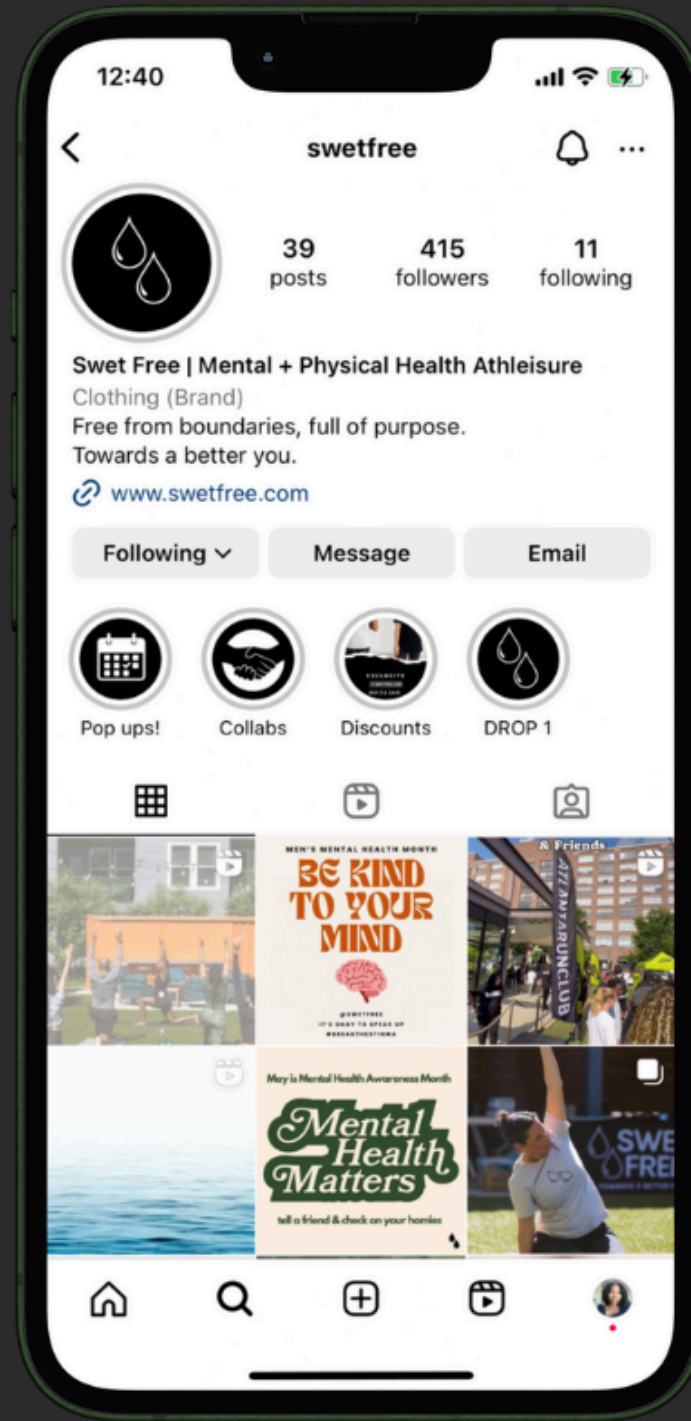 12:40
swetfree
39
posts
415
followers
11
following
Swet Free | Mental + Physical Health Athleisure
Clothing (Brand)
Free from boundaries, full of purpose.
Towards a better you.
www.swetfree.com
Following
Message
Email
Pop ups!
Collabs
Discounts
DROP 1
MEN'S MENTAL HEALTH MONTH
BE KIND
TO YOUR
MIND
@SWETFREE
IT'S OKAY TO SPEAK UP
#BREAKTHESTIGMA
& Friends
ATLANTARUNCLUB
May is Mental Health Awareness Month
Mental
Health
Matters
tell a friend & check on your homies
SWE
FREE